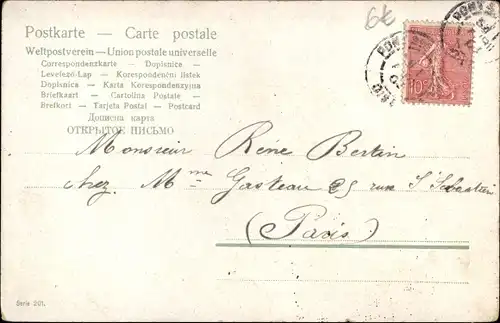 Postkarte — Carte postale
6€
Weltpostverein — Union postale universelle
Correspondenzkarte — Dopisnice —
Levelező-Lap — Korespondenční lístek
Dopisnica — Karta Korespondencyjna
Briefkaart — Cartolina Postale —
Brefkort — Tarjeta Postal — Postcard
Дописна карта
ОТКРЫТОЕ ПИСЬМО
10
Monsieur René Bertin
chez Mme Gasteau 25 rue St Sébastien
(Paris)
Serie 201.